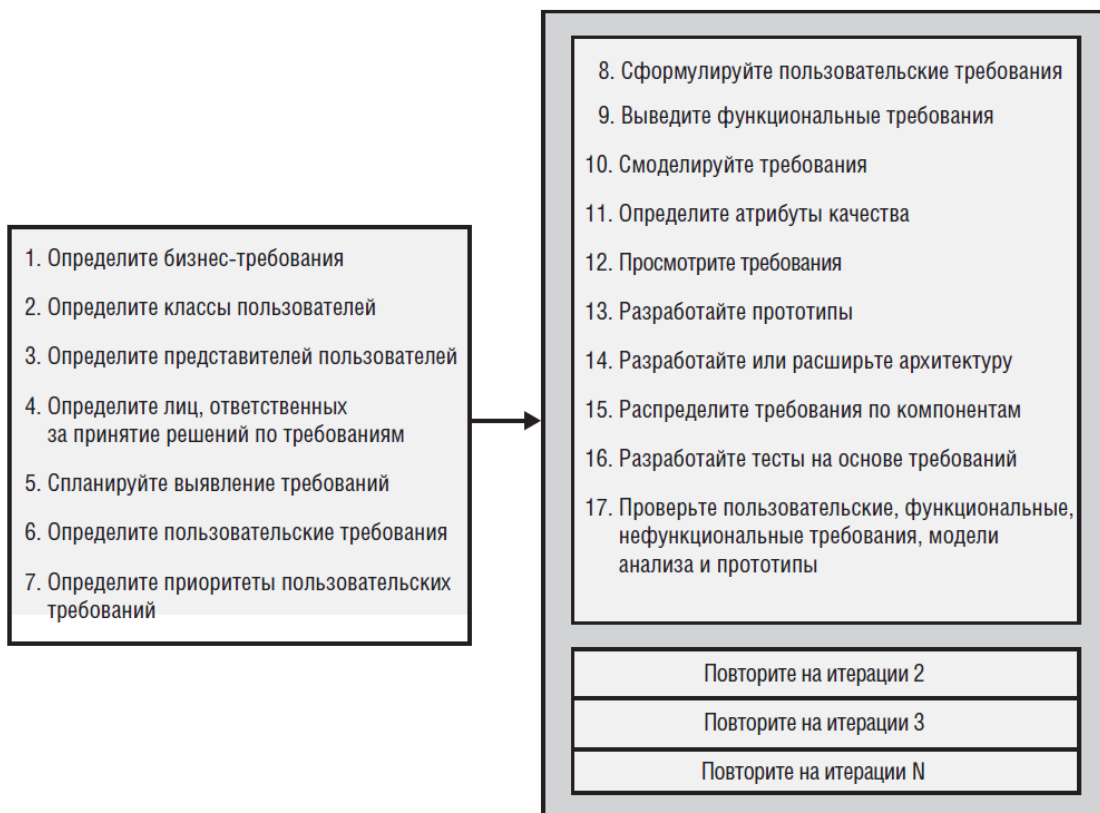 1. Определите бизнес-требования
2. Определите классы пользователей
3. Определите представителей пользователей
4. Определите лиц, ответственных
за принятие решений по требованиям
5. Спланируйте выявление требований
6. Определите пользовательские требования
7. Определите приоритеты пользовательских
требований
8. Сформулируйте пользовательские требования
9. Выведите функциональные требования
10. Смоделируйте требования
11. Определите атрибуты качества
12. Просмотрите требования
13. Разработайте прототипы
14. Разработайте или расширьте архитектуру
15. Распределите требования по компонентам
16. Разработайте тесты на основе требований
17. Проверьте пользовательские, функциональные,
нефункциональные требования, модели
анализа и прототипы
Повторите на итерации 2
Повторите на итерации 3
Повторите на итерации N